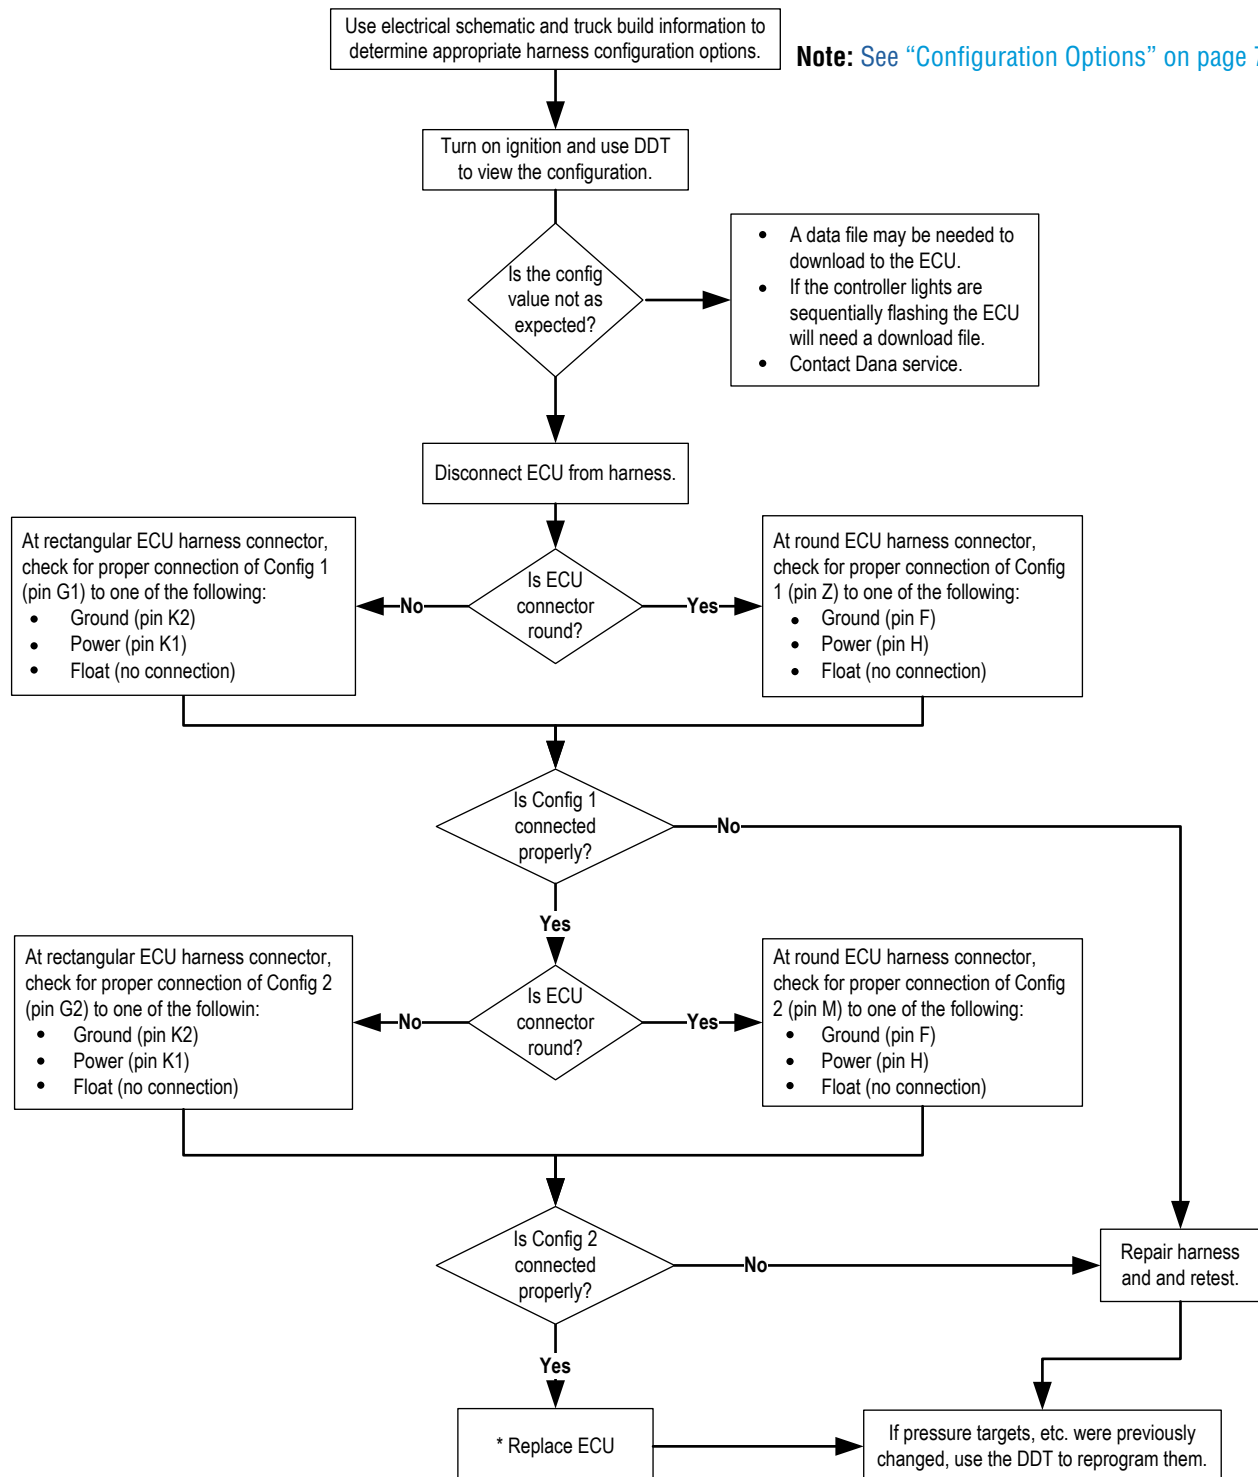 Use electrical schematic and truck build information to
determine appropriate harness configuration options.
Note: See “Configuration Options” on page 7
Turn on ignition and use DDT
to view the configuration.
Is the config
value not as
expected?
• A data file may be needed to
download to the ECU.
• If the controller lights are
sequentially flashing the ECU
will need a download file.
• Contact Dana service.
Disconnect ECU from harness.
At rectangular ECU harness connector,
check for proper connection of Config 1
(pin G1) to one of the following:
• Ground (pin K2)
• Power (pin K1)
• Float (no connection)
No
Is ECU
connector
round?
Yes
At round ECU harness connector,
check for proper connection of Config
1 (pin Z) to one of the following:
• Ground (pin F)
• Power (pin H)
• Float (no connection)
Is Config 1
connected
properly?
No
Yes
At rectangular ECU harness connector,
check for proper connection of Config 2
(pin G2) to one of the followin:
• Ground (pin K2)
• Power (pin K1)
• Float (no connection)
No
Is ECU
connector
round?
Yes
At round ECU harness connector,
check for proper connection of Config
2 (pin M) to one of the following:
• Ground (pin F)
• Power (pin H)
• Float (no connection)
Is Config 2
connected
properly?
No
Repair harness
and and retest.
Yes
* Replace ECU
If pressure targets, etc. were previously
changed, use the DDT to reprogram them.